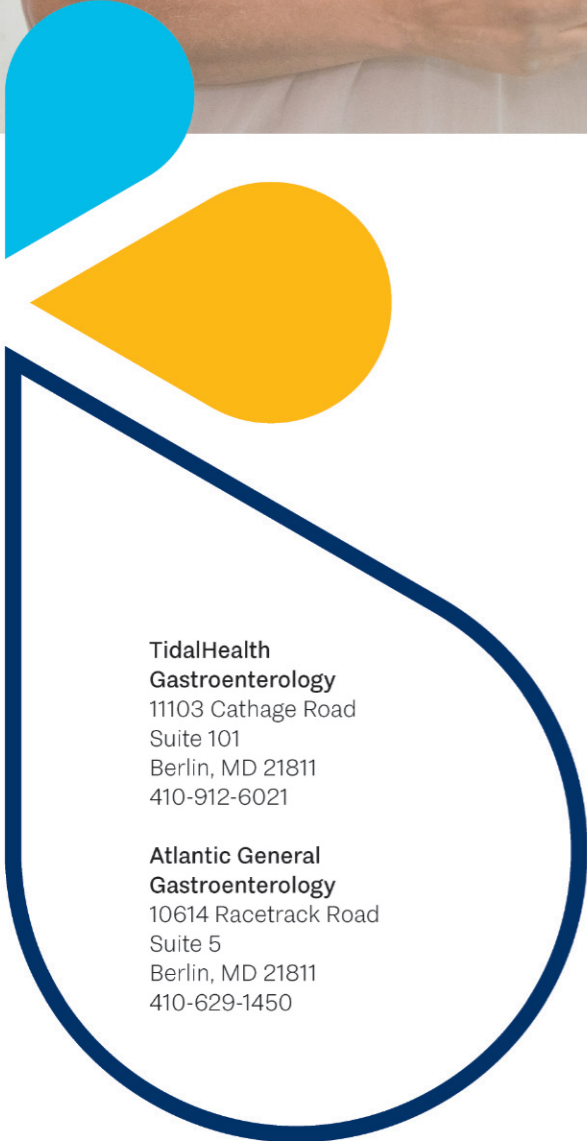 TidalHealth
Gastroenterology
11103 Cathage Road
Suite 101
Berlin, MD 21811
410-912-6021
Atlantic General
Gastroenterology
10614 Racetrack Road
Suite 5
Berlin, MD 21811
410-629-1450